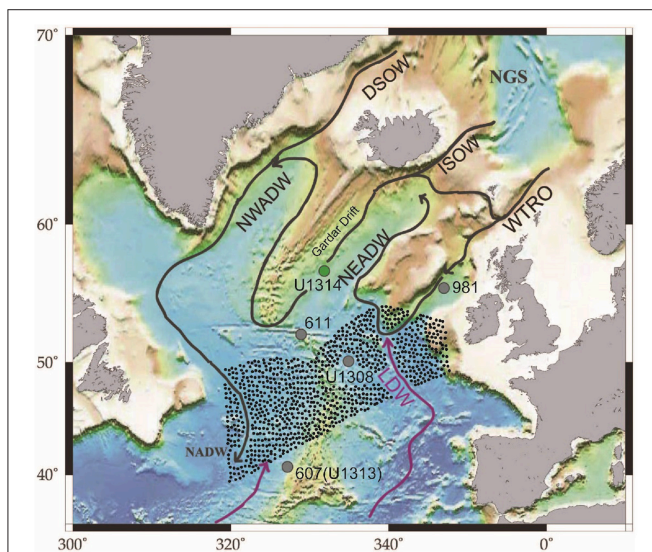 70°
NGS
DSOW
ISOW
WTRO
60°
NWADW
Gardar Drift
NEADW
U1314
981
611
50°
U1308
LDW
NADW
607(U1313)
40°
300°
320°
340°
0°